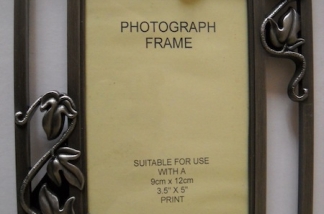 PHOTOGRAPH
FRAME
SUITABLE FOR USE
WITH A
9cm x 12cm
3.5" X 5"
PRINT